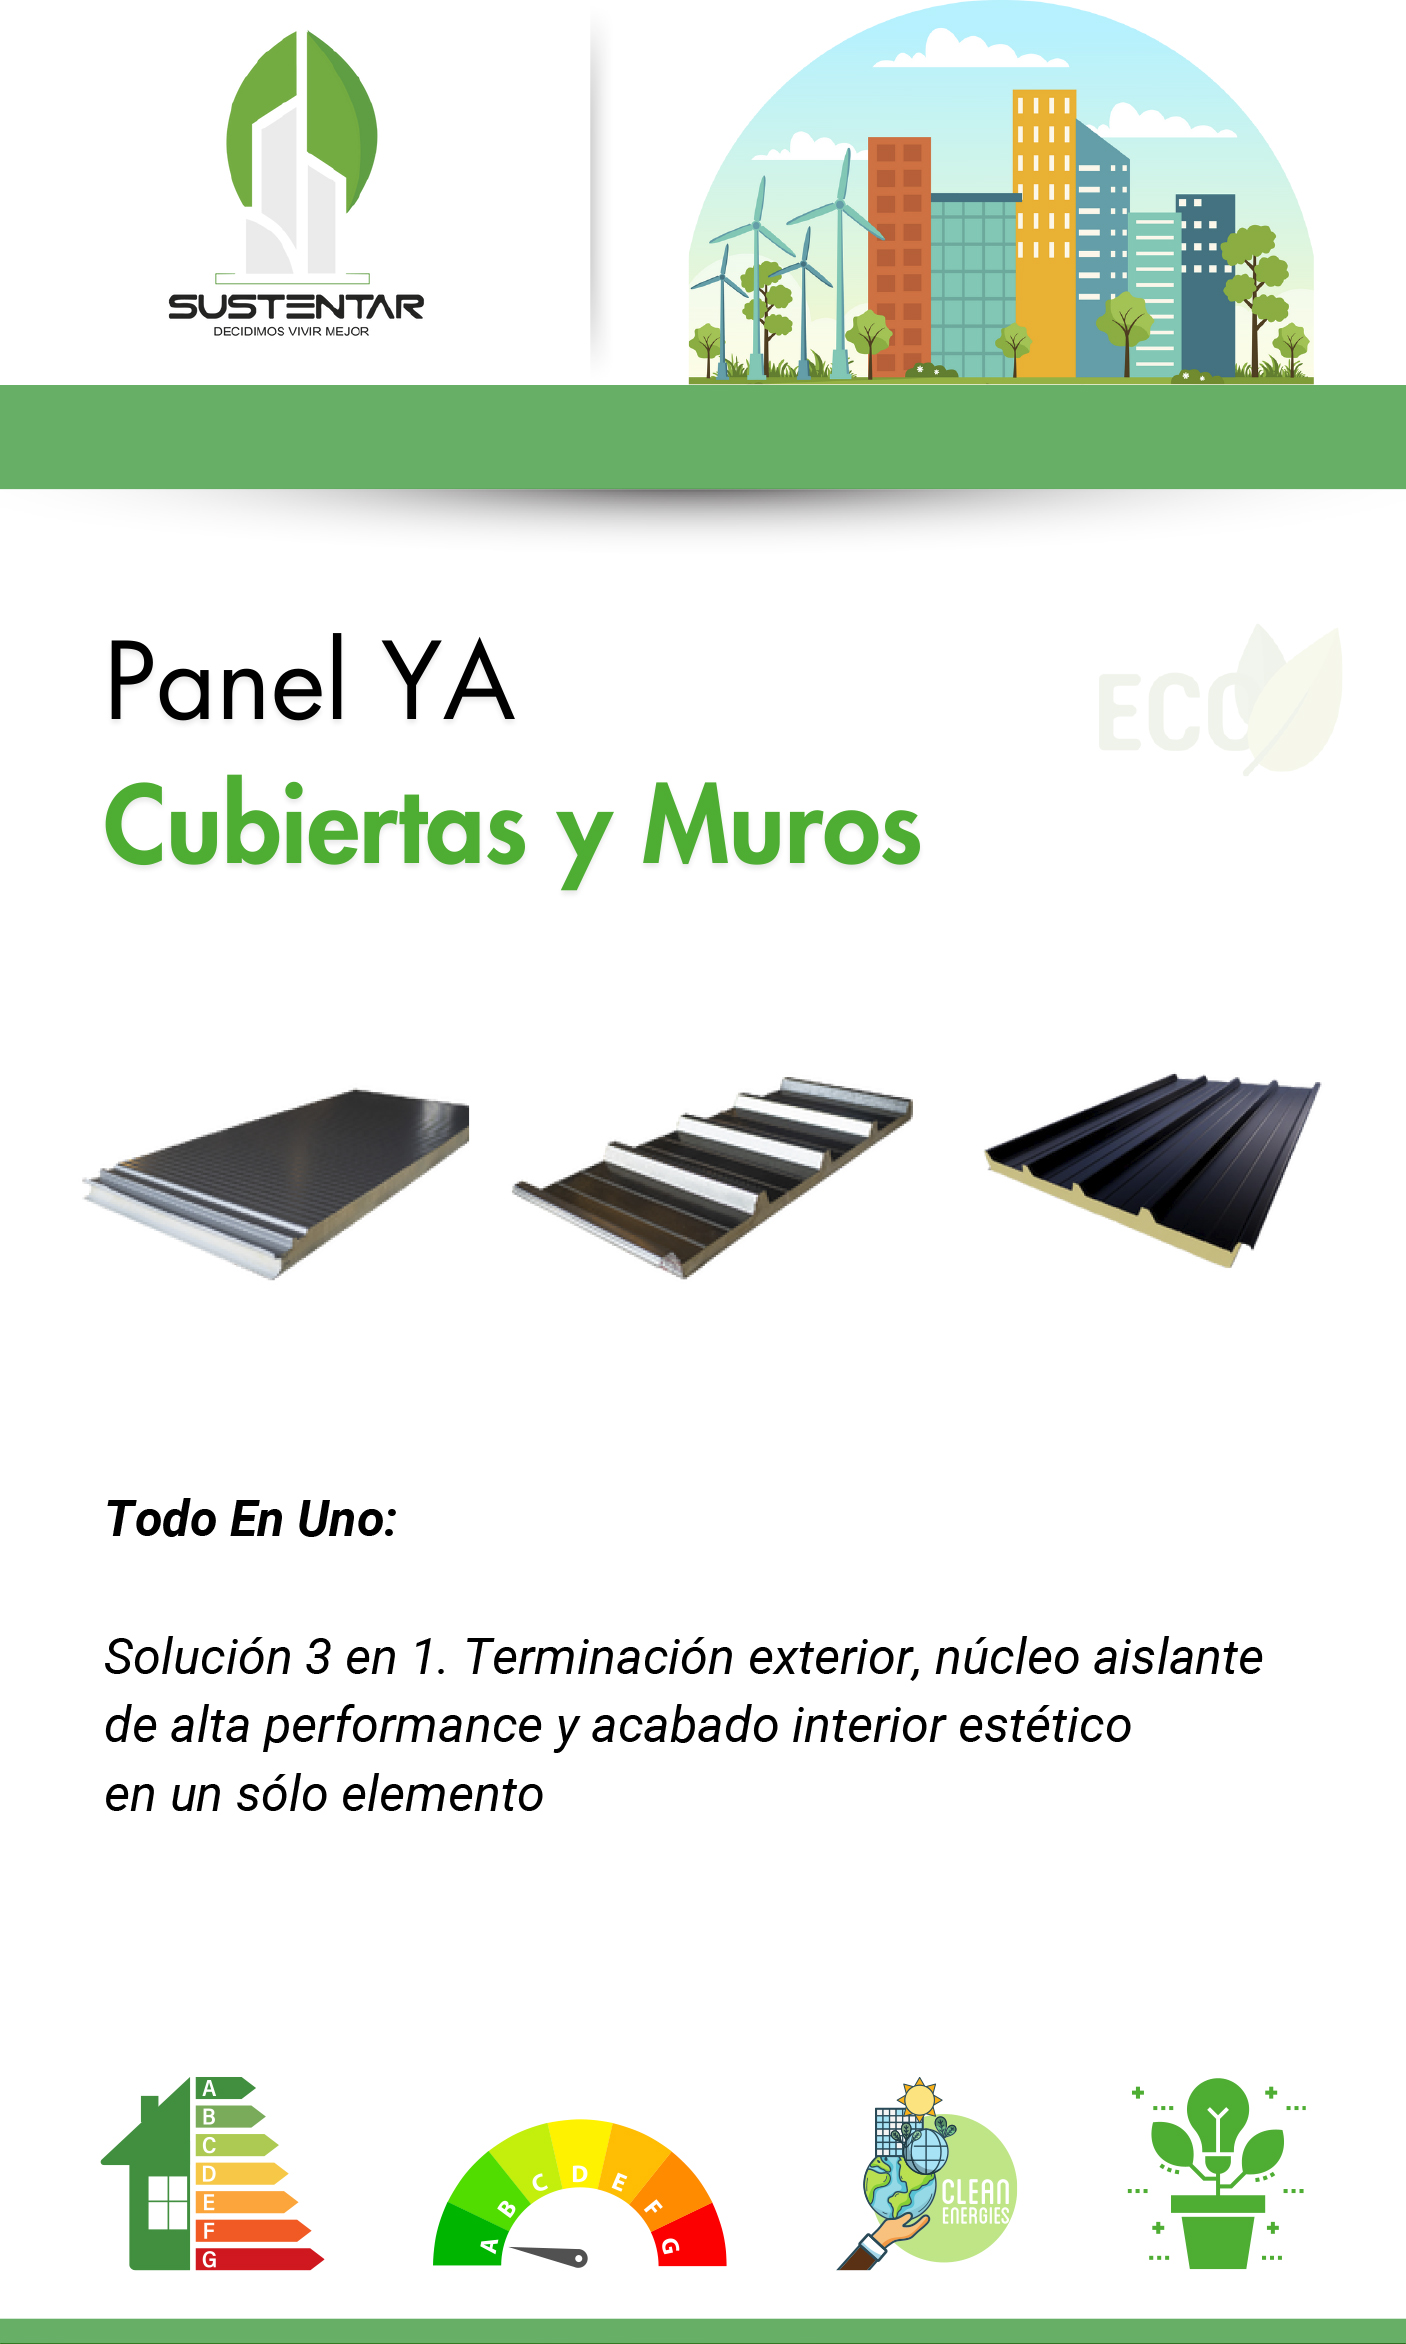 SUSTENTAR
DECIDIMOS VIVIR MEJOR
Panel YA
ECO
Cubiertas y Muros
Todo En Uno:
Solución 3 en 1. Terminación exterior, núcleo aislante
de alta performance y acabado interior estético
en un sólo elemento
A
B
C
D
E
F
G
A
B
C
D
E
F
G
CLEAN
ENERGIES